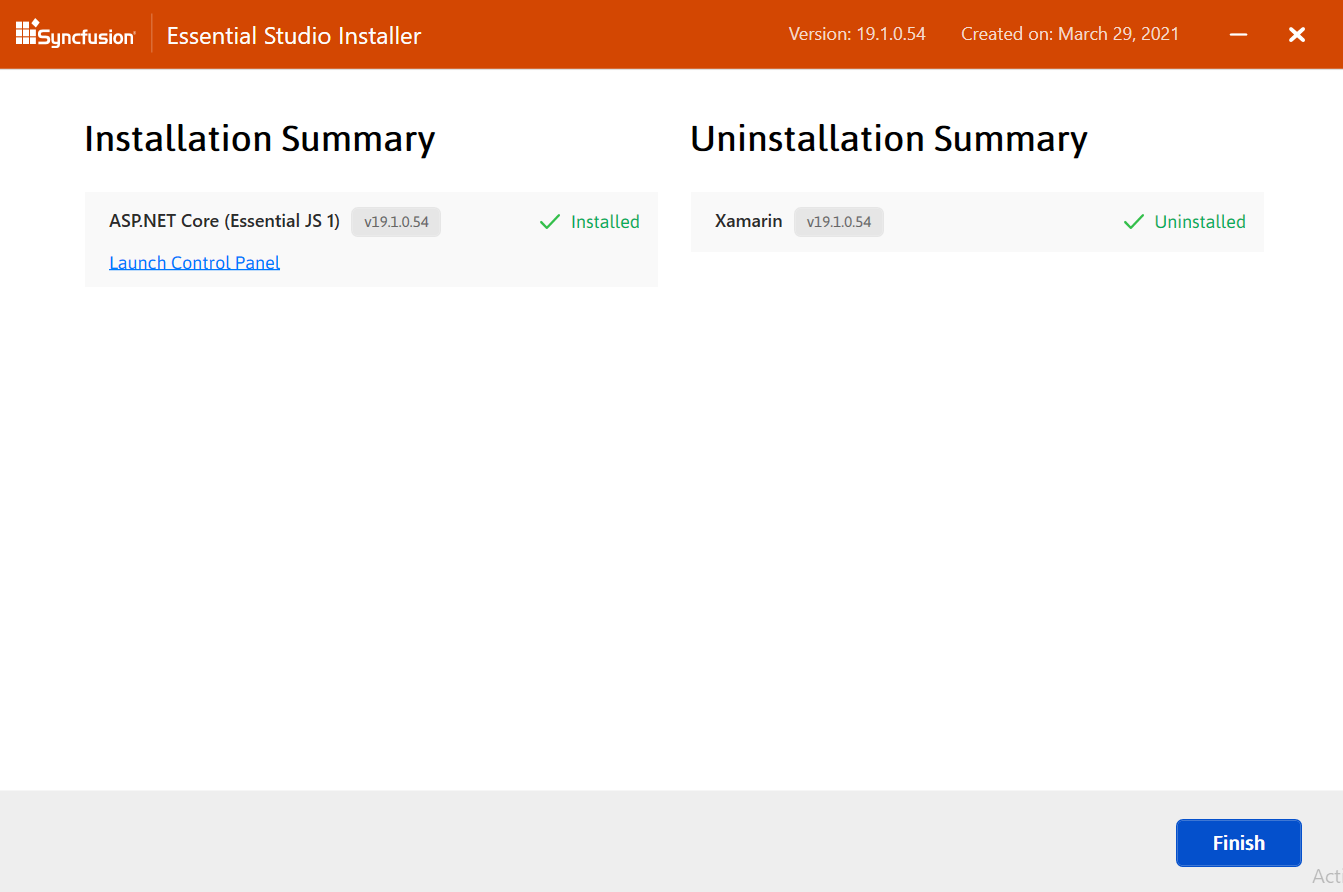 Syncfusion Essential Studio Installer Version: 19.1.0.54 Created on: March 29, 2021
Installation Summary
ASP.NET Core (Essential JS 1) v19.1.0.54 Installed
Launch Control Panel
Uninstallation Summary
Xamarin v19.1.0.54 Uninstalled
Finish